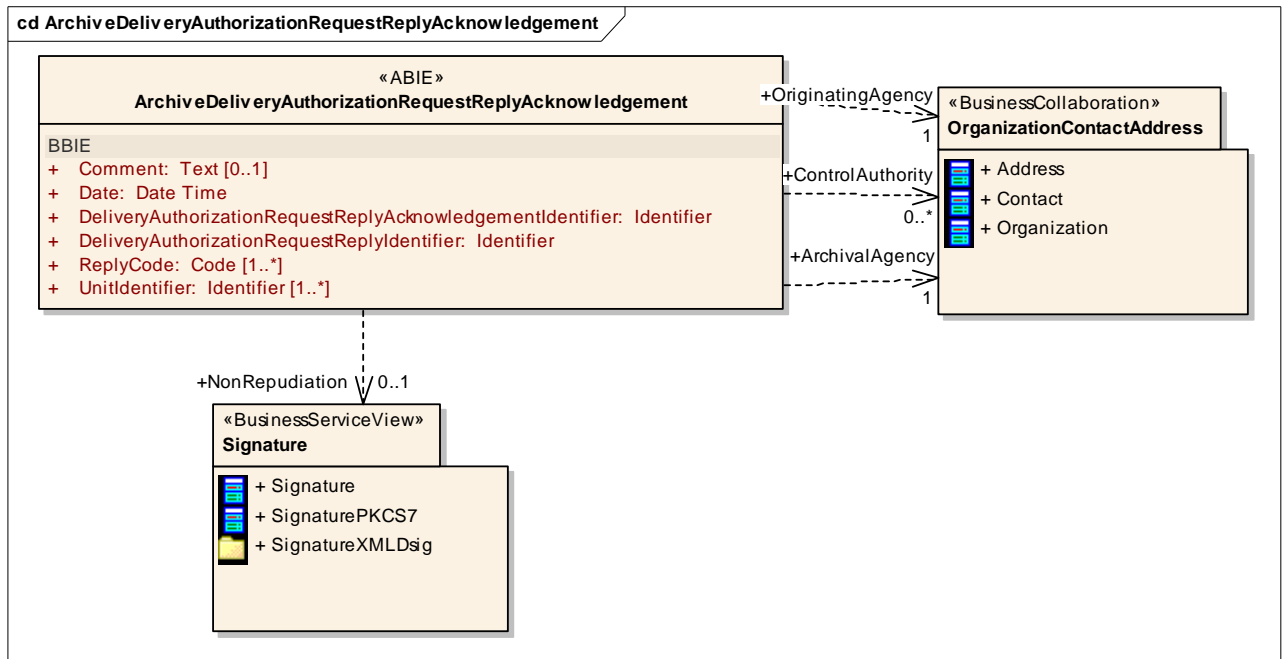 cd ArchiveDeliveryAuthorizationRequestReplyAcknowledgement
«ABIE»
ArchiveDeliveryAuthorizationRequestReplyAcknowledgement
BBIE
+ Comment: Text [0..1]
+ Date: Date Time
+ DeliveryAuthorizationRequestReplyAcknowledgementIdentifier: Identifier
+ DeliveryAuthorizationRequestReplyIdentifier: Identifier
+ ReplyCode: Code [1..*]
+ UnitIdentifier: Identifier [1..*]
+OriginatingAgency
1
+ControlAuthority
0..*
+ArchivalAgency
1
«BusinessCollaboration»
OrganizationContactAddress
+ Address
+ Contact
+ Organization
+NonRepudiation 0..1
«BusinessServiceView»
Signature
+ Signature
+ SignaturePKCS7
+ SignatureXMLDsig